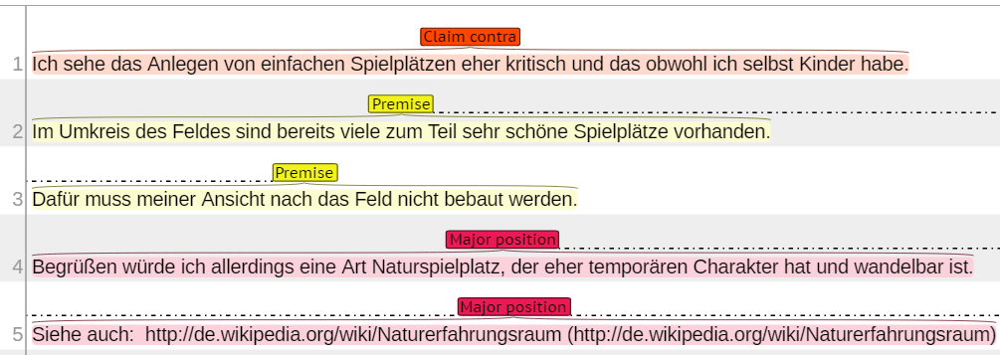 Claim contra
1 Ich sehe das Anlegen von einfachen Spielplätzen eher kritisch und das obwohl ich selbst Kinder habe.
Premise
2 Im Umkreis des Feldes sind bereits viele zum Teil sehr schöne Spielplätze vorhanden.
Premise
3 Dafür muss meiner Ansicht nach das Feld nicht bebaut werden.
Major position
4 Begrüßen würde ich allerdings eine Art Naturspielplatz, der eher temporären Charakter hat und wandelbar ist.
Major position
5 Siehe auch:  http://de.wikipedia.org/wiki/Naturerfahrungsraum (http://de.wikipedia.org/wiki/Naturerfahrungsraum)